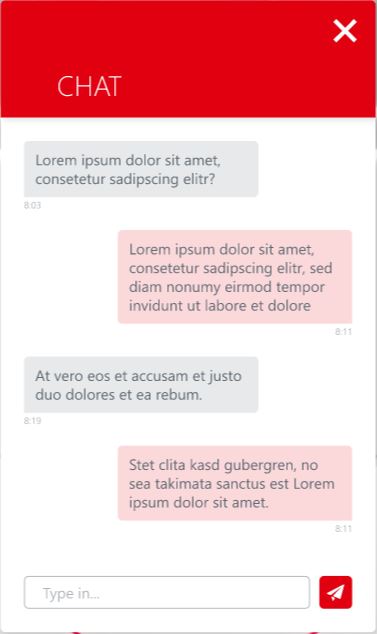 CHAT
Lorem ipsum dolor sit amet,
consetetur sadipscing elitr?
8:03
Lorem ipsum dolor sit amet,
consetetur sadipscing elitr, sed
diam nonumy eirmod tempor
invidunt ut labore et dolore
8:11
At vero eos et accusam et justo
duo dolores et ea rebum.
8:19
Stet clita kasd gubergren, no
sea takimata sanctus est Lorem
ipsum dolor sit amet.
8:11
Type in...